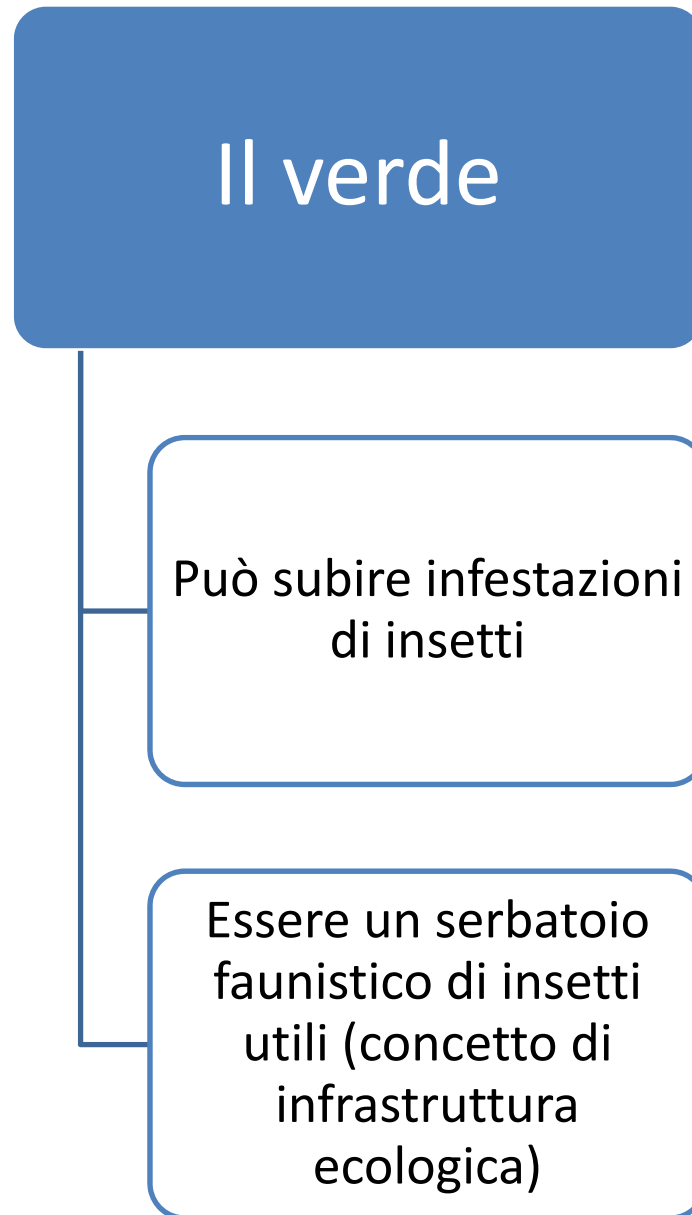 Il verde
Può subire infestazioni
di insetti
Essere un serbatoio
faunistico di insetti
utili (concetto di
infrastruttura
ecologica)